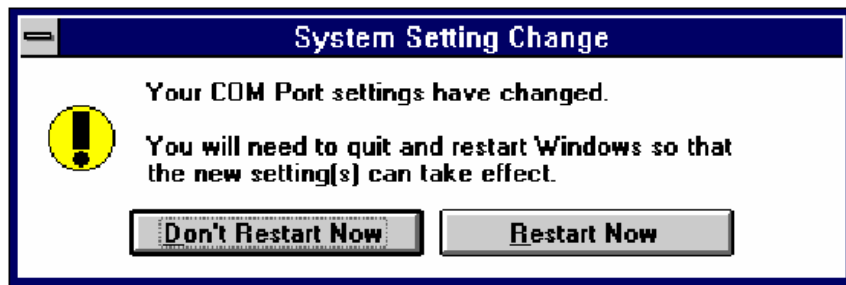 System Setting Change
Your COM Port settings have changed.
You will need to quit and restart Windows so that
the new setting(s) can take effect.
Don't Restart Now
Restart Now